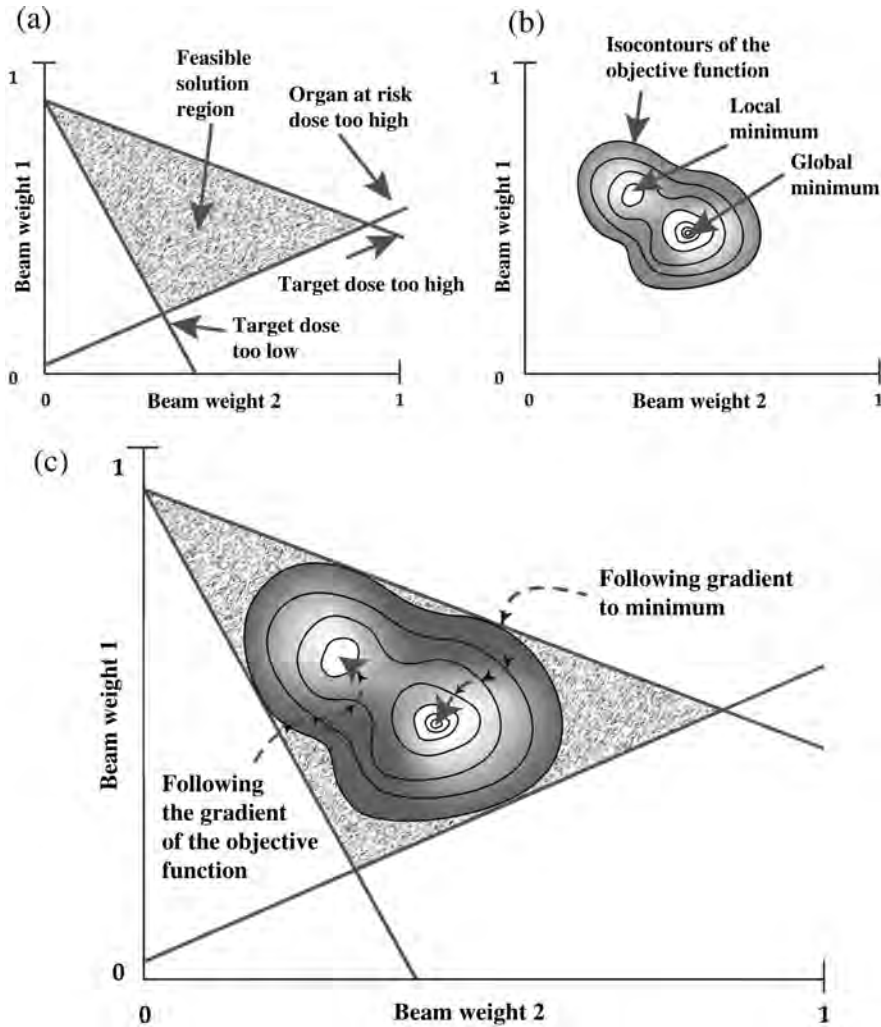 (a)
1
Feasible
solution
region
Organ at risk
dose too high
Beam weight 1
Target dose too high
Target dose
too low
0
0
Beam weight 2
1
(b)
1
Isocontours of the
objective function
Local
minimum
Global
minimum
Beam weight 1
0
0
Beam weight 2
1
(c)
1
Following gradient
to minimum
Beam weight 1
Following
the gradient
of the objective
function
0
0
Beam weight 2
1